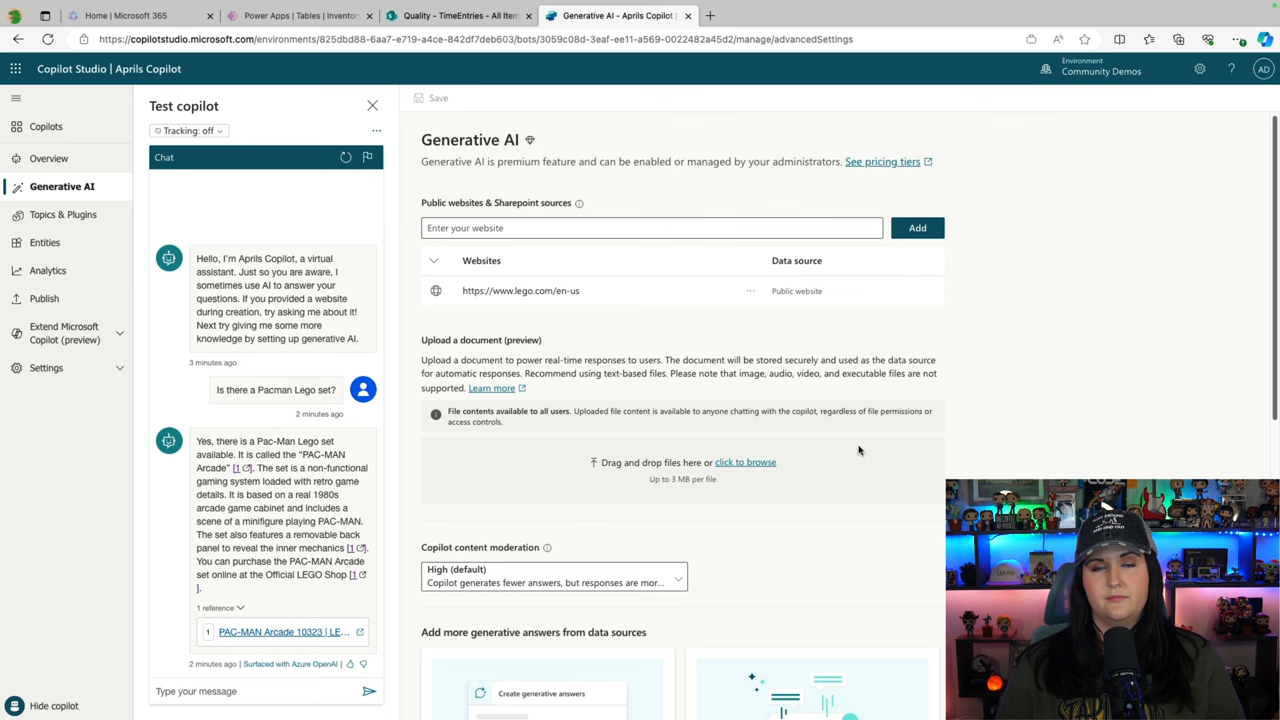 Home | Microsoft 365
Power Apps | Tables | Inventory
Quality - TimeEntries - All Item
Generative AI - Aprils Copilot |
https://copilotstudio.microsoft.com/environments/825dbd88-6aa7-e719-a4ce-842df7deb603/bots/3059c08d-3eaf-ee11-a569-0022482a45d2/manage/advancedSettings
Copilot Studio | Aprils Copilot
Environment
Community Demos
AD
Copilots
Overview
Generative AI
Topics & Plugins
Entities
Analytics
Publish
Extend Microsoft
Copilot (preview)
Settings
Hide copilot
Test copilot
Tracking: off
Chat
Hello, I'm Aprils Copilot, a virtual
assistant. Just so you are aware, I
sometimes use AI to answer your
questions. If you provided a website
during creation, try asking me about it!
Next try giving me some more
knowledge by setting up generative AI.
3 minutes ago
Is there a Pacman Lego set?
2 minutes ago
Yes, there is a Pac-Man Lego set
available. It is called the "PAC-MAN
Arcade" [1]. The set is a non-functional
gaming system loaded with retro game
details. It is based on a real 1980s
arcade game cabinet and includes a
scene of a minifigure playing PAC-MAN.
The set also features a removable back
panel to reveal the inner mechanics [1].
You can purchase the PAC-MAN Arcade
set online at the Official LEGO Shop [1
].
1 reference
1 PAC-MAN Arcade 10323 | LE...
2 minutes ago | Surfaced with Azure OpenAI |
Type your message
Save
Generative AI
Generative AI is premium feature and can be enabled or managed by your administrators. See pricing tiers
Public websites & Sharepoint sources
Enter your website
Add
Websites
Data source
https://www.lego.com/en-us
Public website
Upload a document (preview)
Upload a document to power real-time responses to users. The document will be stored securely and used as the data source
for automatic responses. Recommend using text-based files. Please note that image, audio, video, and executable files are not
supported. Learn more
File contents available to all users. Uploaded file content is available to anyone chatting with the copilot, regardless of file permissions or
access controls.
Drag and drop files here or click to browse
Up to 3 MB per file
Copilot content moderation
High (default)
Copilot generates fewer answers, but responses are mor...
Add more generative answers from data sources
Create generative answers